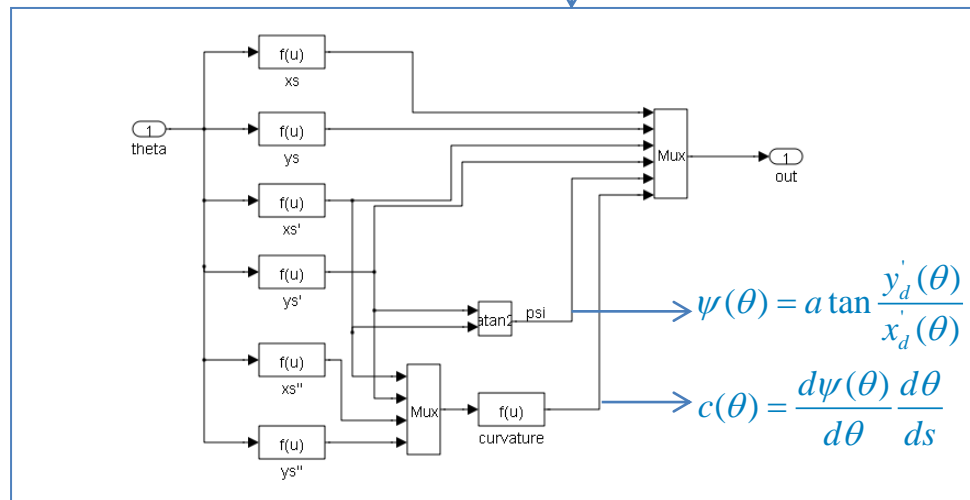 f(u)
xs
1
theta
f(u)
ys
Mux
1
out
f(u)
xs'
f(u)
ys'
atan2
psi
ψ(θ) = a tan y'd(θ) / x'd(θ)
f(u)
xs"
Mux
f(u)
curvature
c(θ) = dψ(θ)/dθ dθ/ds
f(u)
ys"